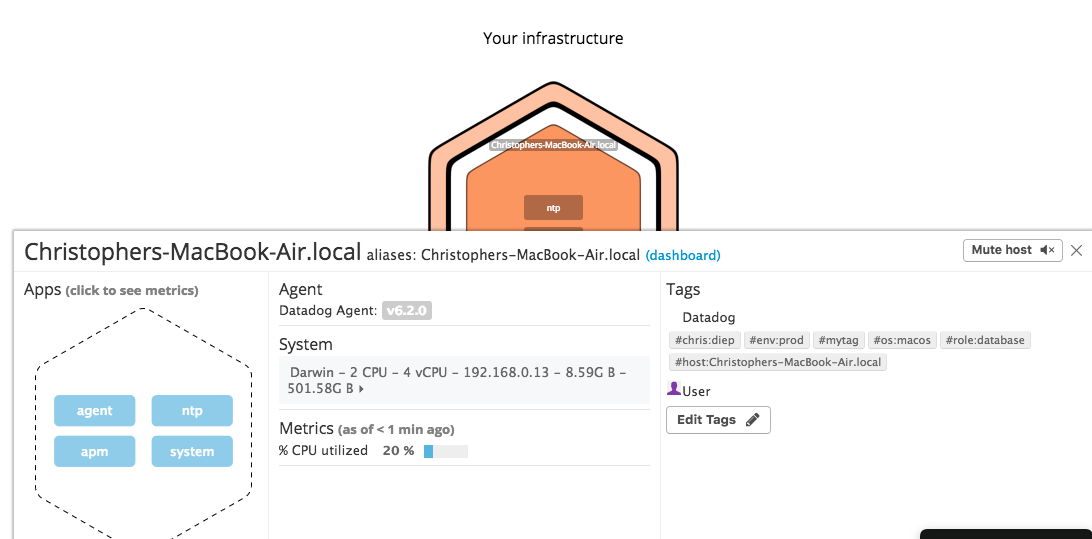 Your infrastructure
Christophers-MacBook-Air.local
ntp
Christophers-MacBook-Air.local aliases: Christophers-MacBook-Air.local (dashboard)
Mute host
Apps (click to see metrics)
agent
ntp
apm
system
Agent
Datadog Agent: v6.2.0
System
Darwin – 2 CPU – 4 vCPU – 192.168.0.13 – 8.59G B –
501.58G B
Metrics (as of < 1 min ago)
% CPU utilized 20 %
Tags
Datadog
#chris:diep #env:prod #mytag #os:macos #role:database
#host:Christophers-MacBook-Air.local
User
Edit Tags